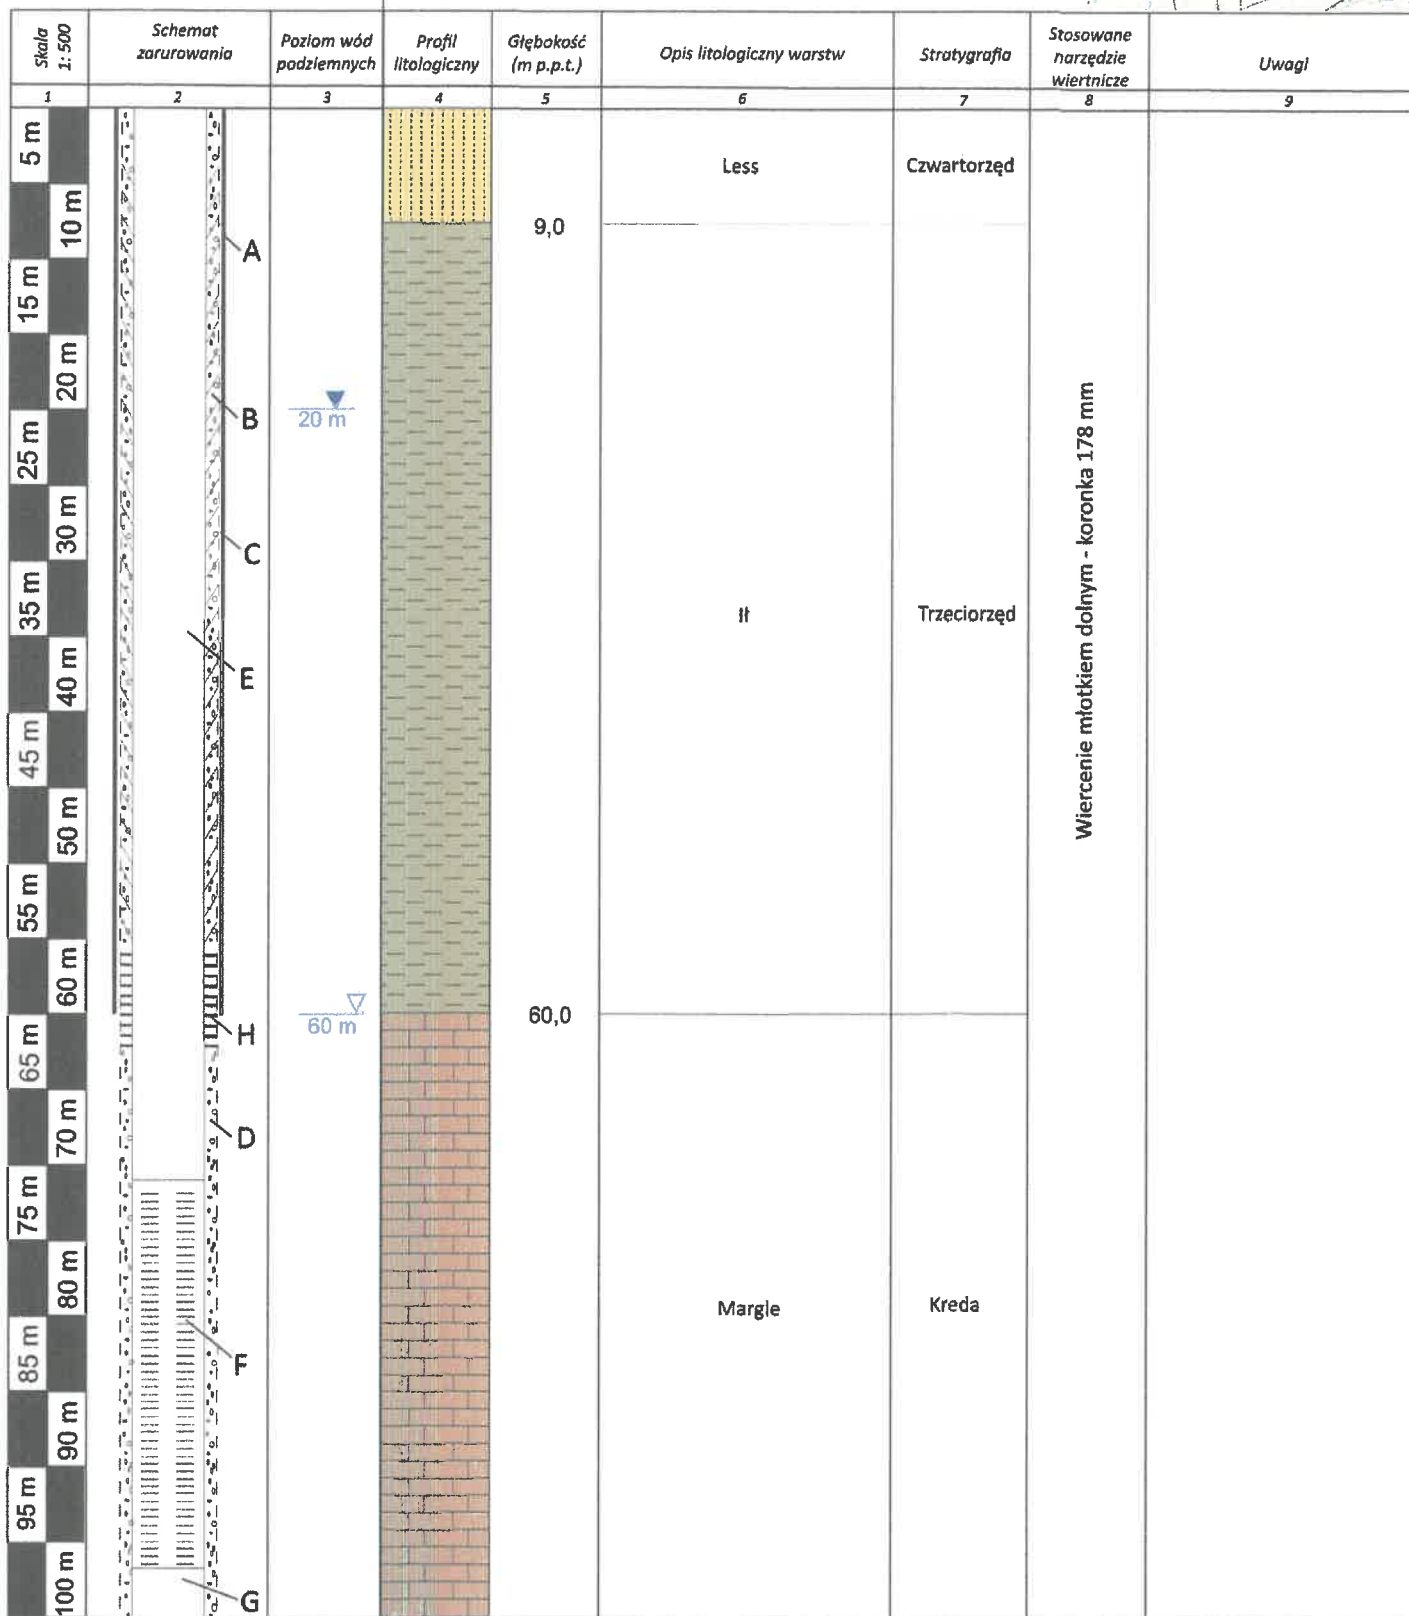 Skala
1: 500
Schemat
zarurowania
Poziom wód
podziemnych
Profil
litologiczny
Głębokość
(m p.p.t.)
Opis litologiczny warstw
Stratygrafia
Stosowane
narzędzie
wiertnicze
Uwagi
1
2
3
4
5
6
7
8
9
5 m
10 m
15 m
20 m
25 m
30 m
35 m
40 m
45 m
50 m
55 m
60 m
65 m
70 m
75 m
80 m
85 m
90 m
95 m
100 m
A
B
C
E
H
D
F
G
20 m
60 m
9,0
60,0
Less
Ił
Margle
Czwartorzęd
Trzeciorzęd
Kreda
Wiercenie młotkiem dolnym - koronka 178 mm